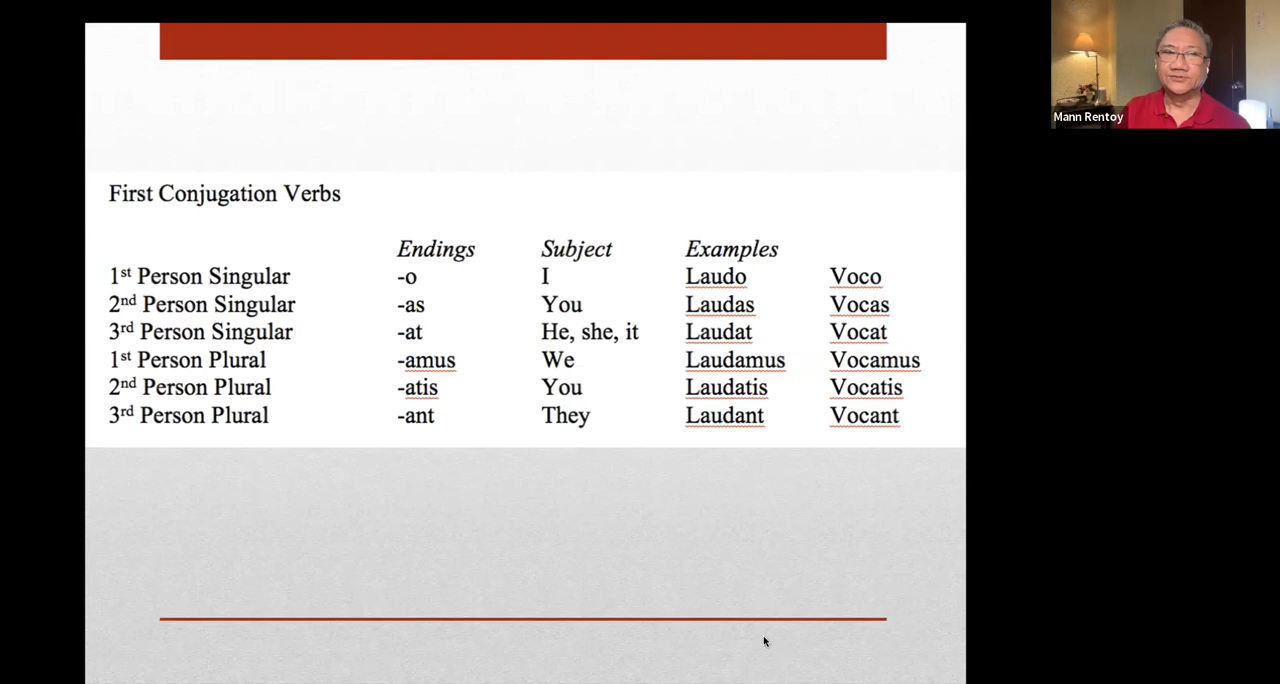 First Conjugation Verbs
Endings Subject Examples
1st Person Singular -o I Laudo Voco
2nd Person Singular -as You Laudas Vocas
3rd Person Singular -at He, she, it Laudat Vocat
1st Person Plural -amus We Laudamus Vocamus
2nd Person Plural -atis You Laudatis Vocatis
3rd Person Plural -ant They Laudant Vocant
Mann Rentoy